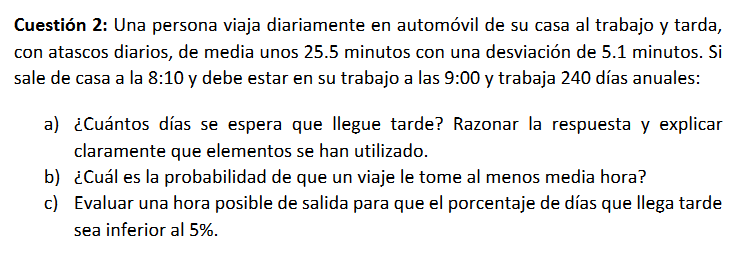 Cuestión 2: Una persona viaja diariamente en automóvil de su casa al trabajo y tarda,
con atascos diarios, de media unos 25.5 minutos con una desviación de 5.1 minutos. Si
sale de casa a la 8:10 y debe estar en su trabajo a las 9:00 y trabaja 240 días anuales:
a) ¿Cuántos días se espera que llegue tarde? Razonar la respuesta y explicar
claramente que elementos se han utilizado.
b) ¿Cuál es la probabilidad de que un viaje le tome al menos media hora?
c) Evaluar una hora posible de salida para que el porcentaje de días que llega tarde
sea inferior al 5%.